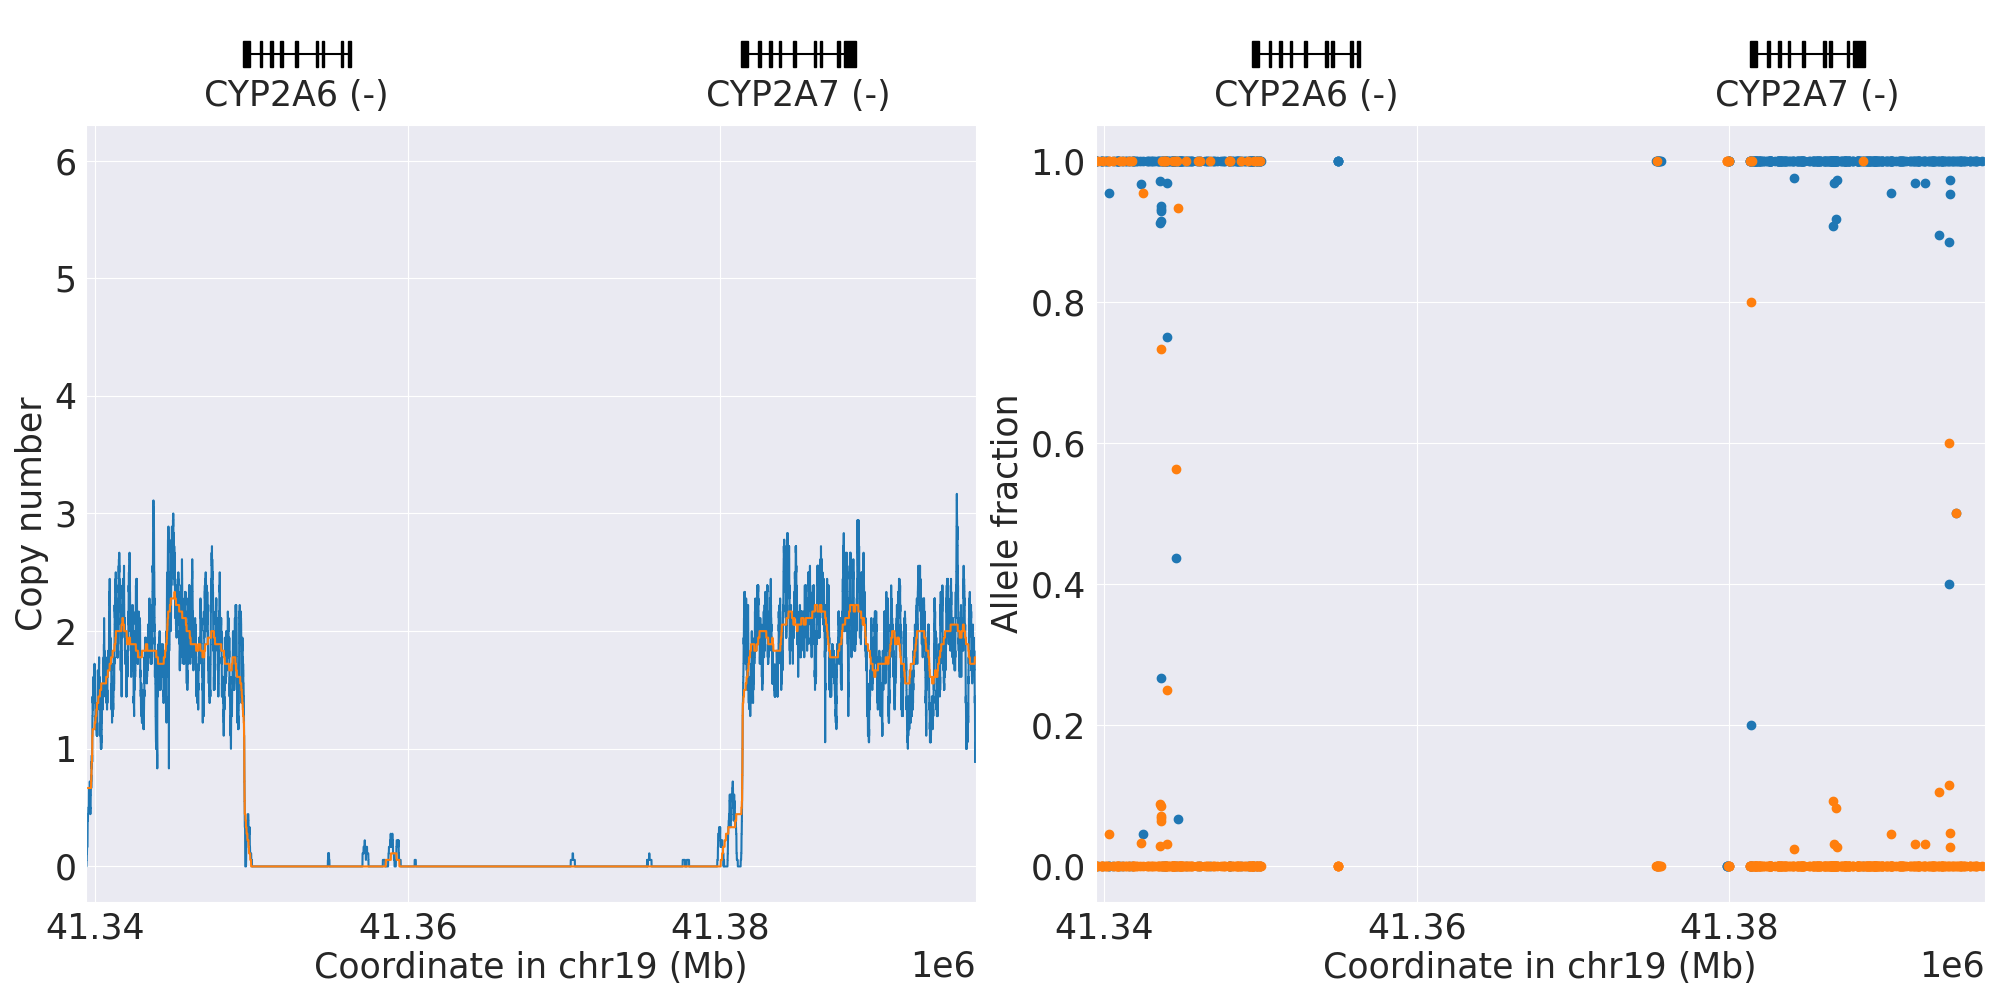 CYP2A6 (-) CYP2A7 (-)
6
5
4
3
2
1
0
Copy number
41.34 41.36 41.38
Coordinate in chr19 (Mb) 1e6
CYP2A6 (-) CYP2A7 (-)
1.0
0.8
0.6
0.4
0.2
0.0
Allele fraction
41.34 41.36 41.38
Coordinate in chr19 (Mb) 1e6